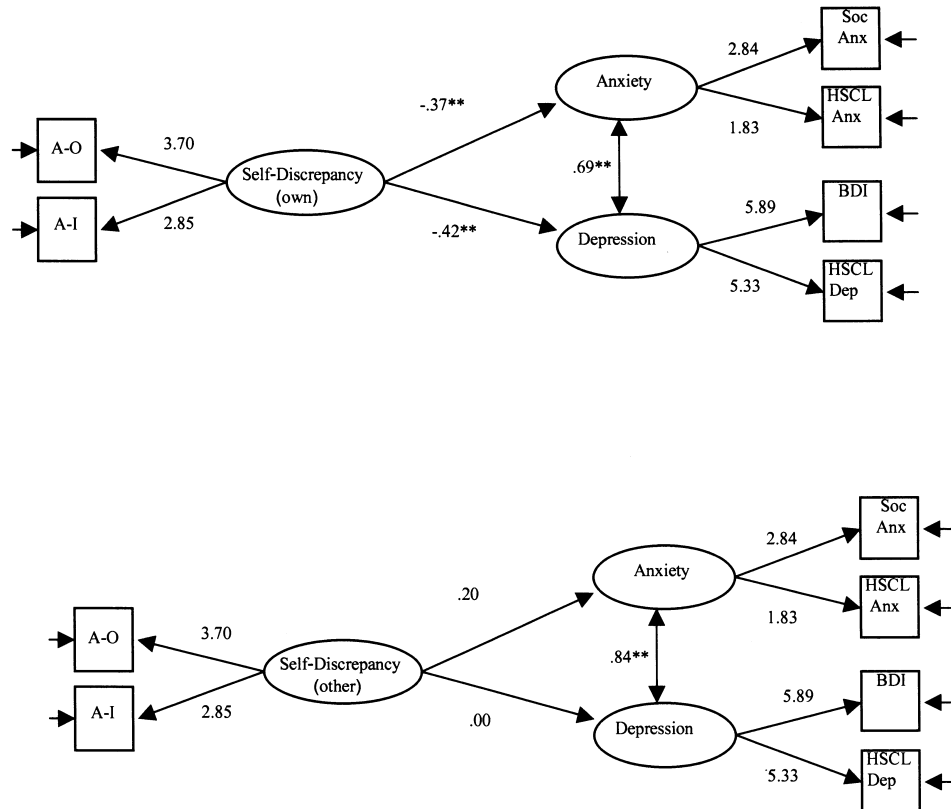 Soc
Anx
2.84
Anxiety
HSCL
Anx
-.37**
1.83
A-O
3.70
Self-Discrepancy
(own)
.69**
A-I
2.85
BDI
5.89
-.42**
Depression
HSCL
Dep
5.33
Soc
Anx
2.84
Anxiety
HSCL
Anx
.20
1.83
A-O
3.70
Self-Discrepancy
(other)
.84**
A-I
2.85
BDI
5.89
.00
Depression
HSCL
Dep
5.33